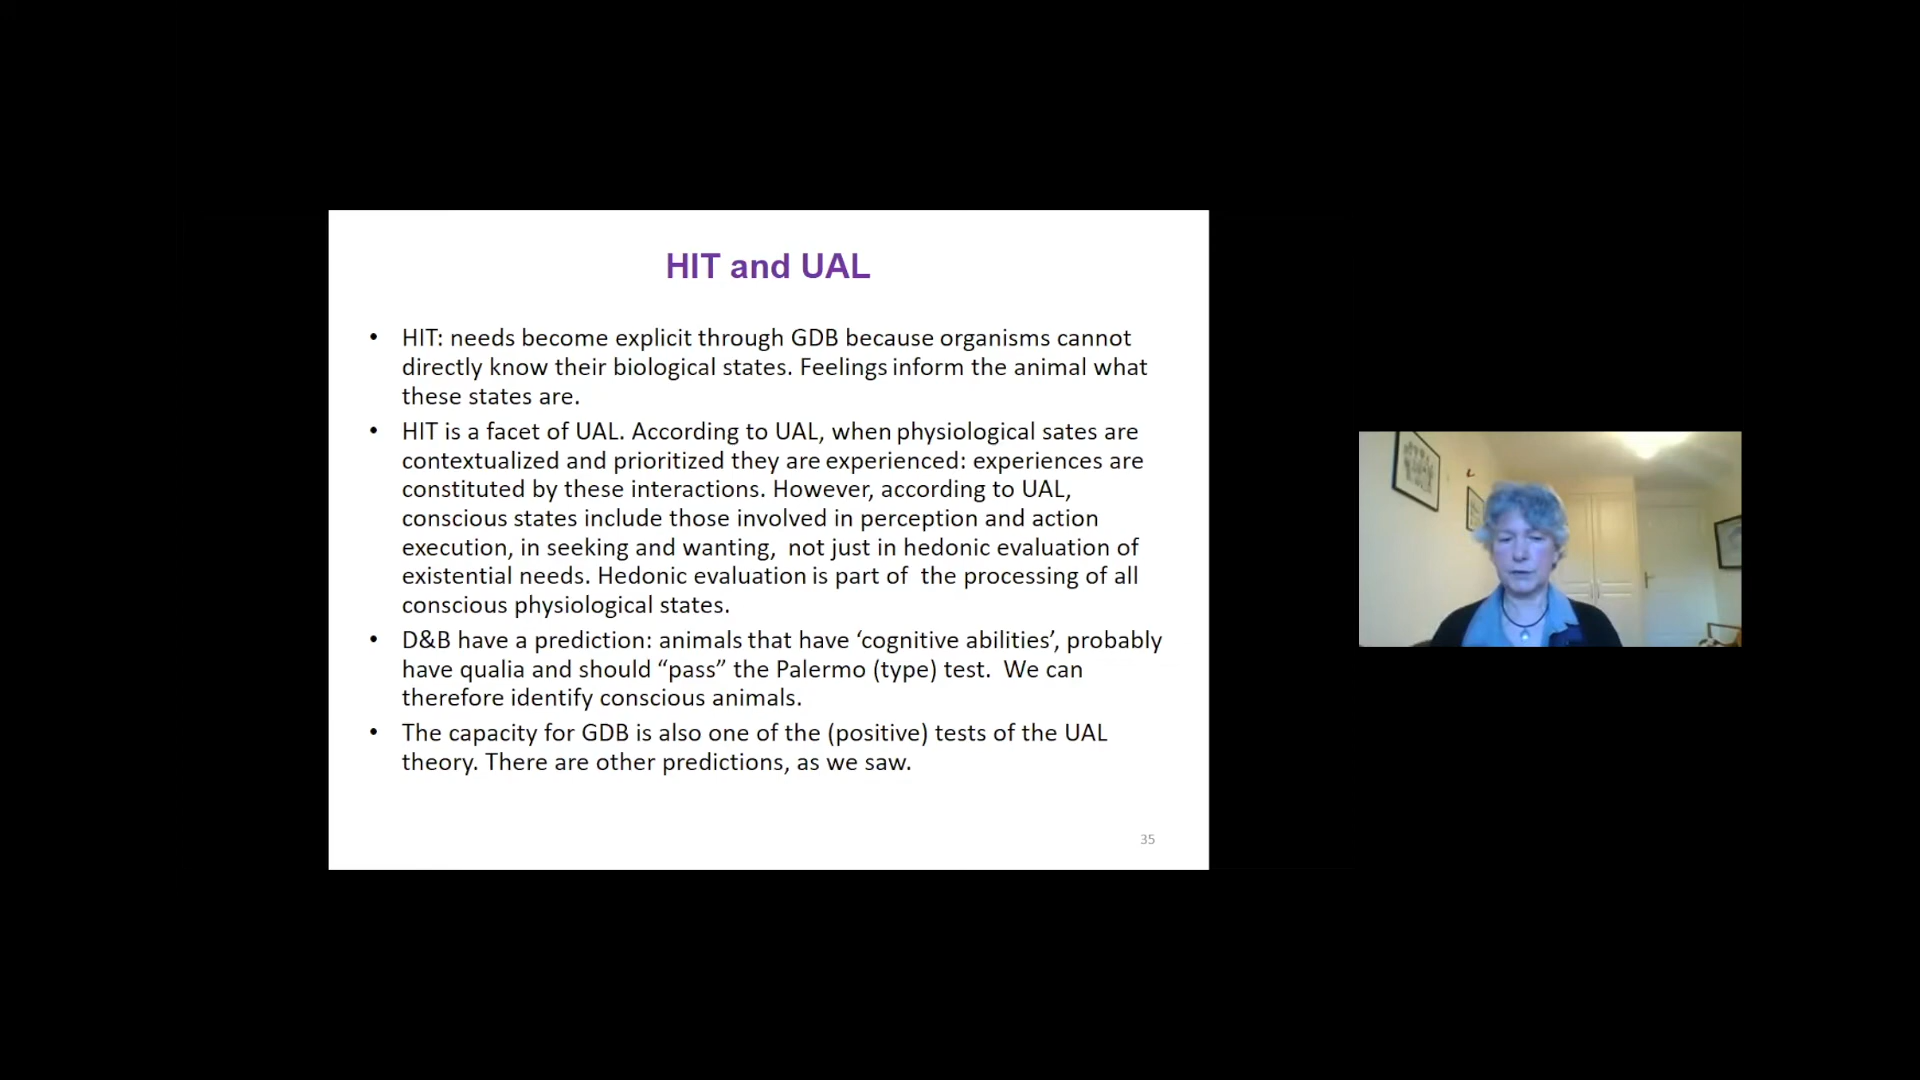 HIT and UAL
• HIT: needs become explicit through GDB because organisms cannot
directly know their biological states. Feelings inform the animal what
these states are.
• HIT is a facet of UAL. According to UAL, when physiological sates are
contextualized and prioritized they are experienced: experiences are
constituted by these interactions. However, according to UAL,
conscious states include those involved in perception and action
execution, in seeking and wanting,  not just in hedonic evaluation of
existential needs. Hedonic evaluation is part of  the processing of all
conscious physiological states.
• D&B have a prediction: animals that have ‘cognitive abilities’, probably
have qualia and should “pass” the Palermo (type) test.  We can
therefore identify conscious animals.
• The capacity for GDB is also one of the (positive) tests of the UAL
theory. There are other predictions, as we saw.
35